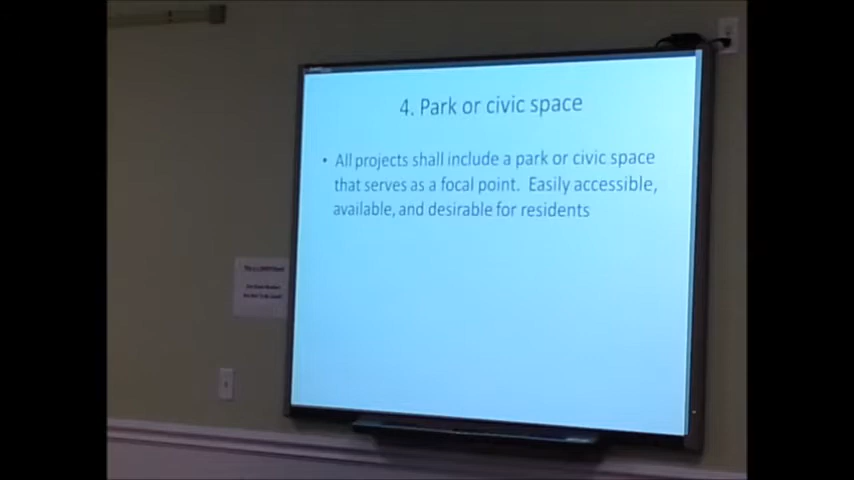 4. Park or civic space
• All projects shall include a park or civic space
that serves as a focal point. Easily accessible,
available, and desirable for residents